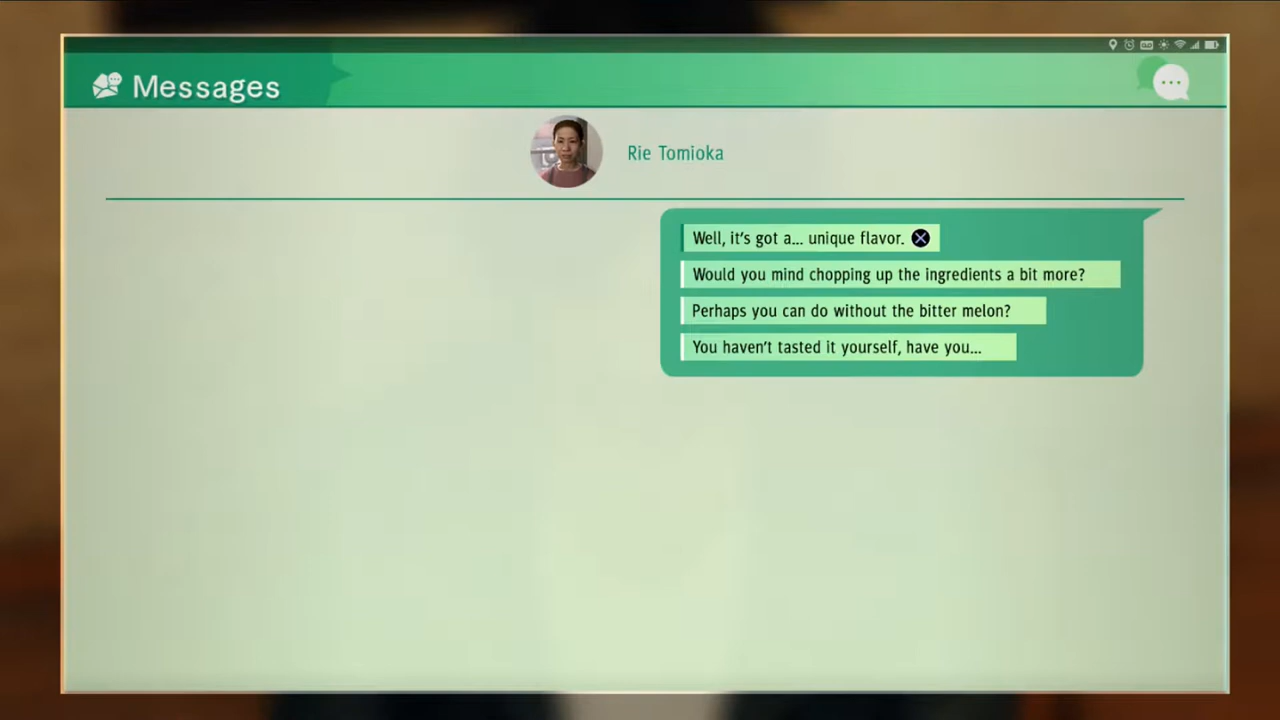 Messages
Rie Tomioka
Well, it's got a... unique flavor.
Would you mind chopping up the ingredients a bit more?
Perhaps you can do without the bitter melon?
You haven't tasted it yourself, have you...